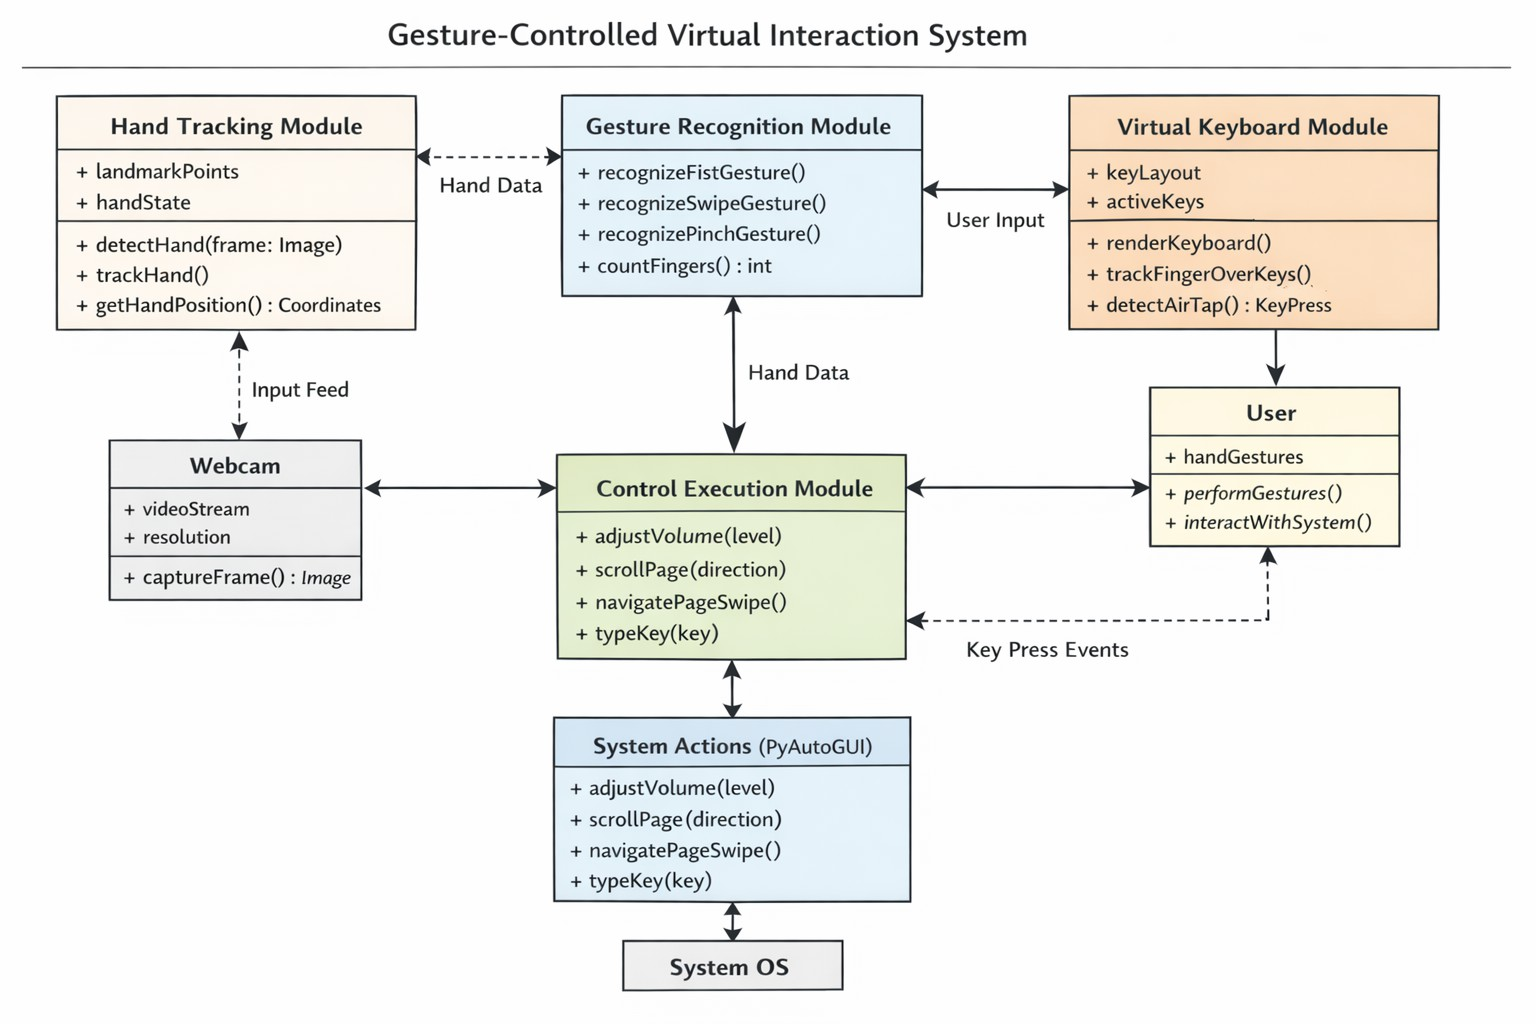 Gesture-Controlled Virtual Interaction System
Hand Tracking Module
+ landmarkPoints
+ handState
+ detectHand(frame: Image)
+ trackHand()
+ getHandPosition() : Coordinates
Hand Data
Gesture Recognition Module
+ recognizeFistGesture()
+ recognizeSwipeGesture()
+ recognizePinchGesture()
+ countFingers() : int
User Input
Virtual Keyboard Module
+ keyLayout
+ activeKeys
+ renderKeyboard()
+ trackFingerOverKeys()
+ detectAirTap() : KeyPress
Input Feed
Hand Data
Webcam
+ videoStream
+ resolution
+ captureFrame() : Image
Control Execution Module
+ adjustVolume(level)
+ scrollPage(direction)
+ navigatePageSwipe()
+ typeKey(key)
User
+ handGestures
+ performGestures()
+ interactWithSystem()
Key Press Events
System Actions (PyAutoGUI)
+ adjustVolume(level)
+ scrollPage(direction)
+ navigatePageSwipe()
+ typeKey(key)
System OS